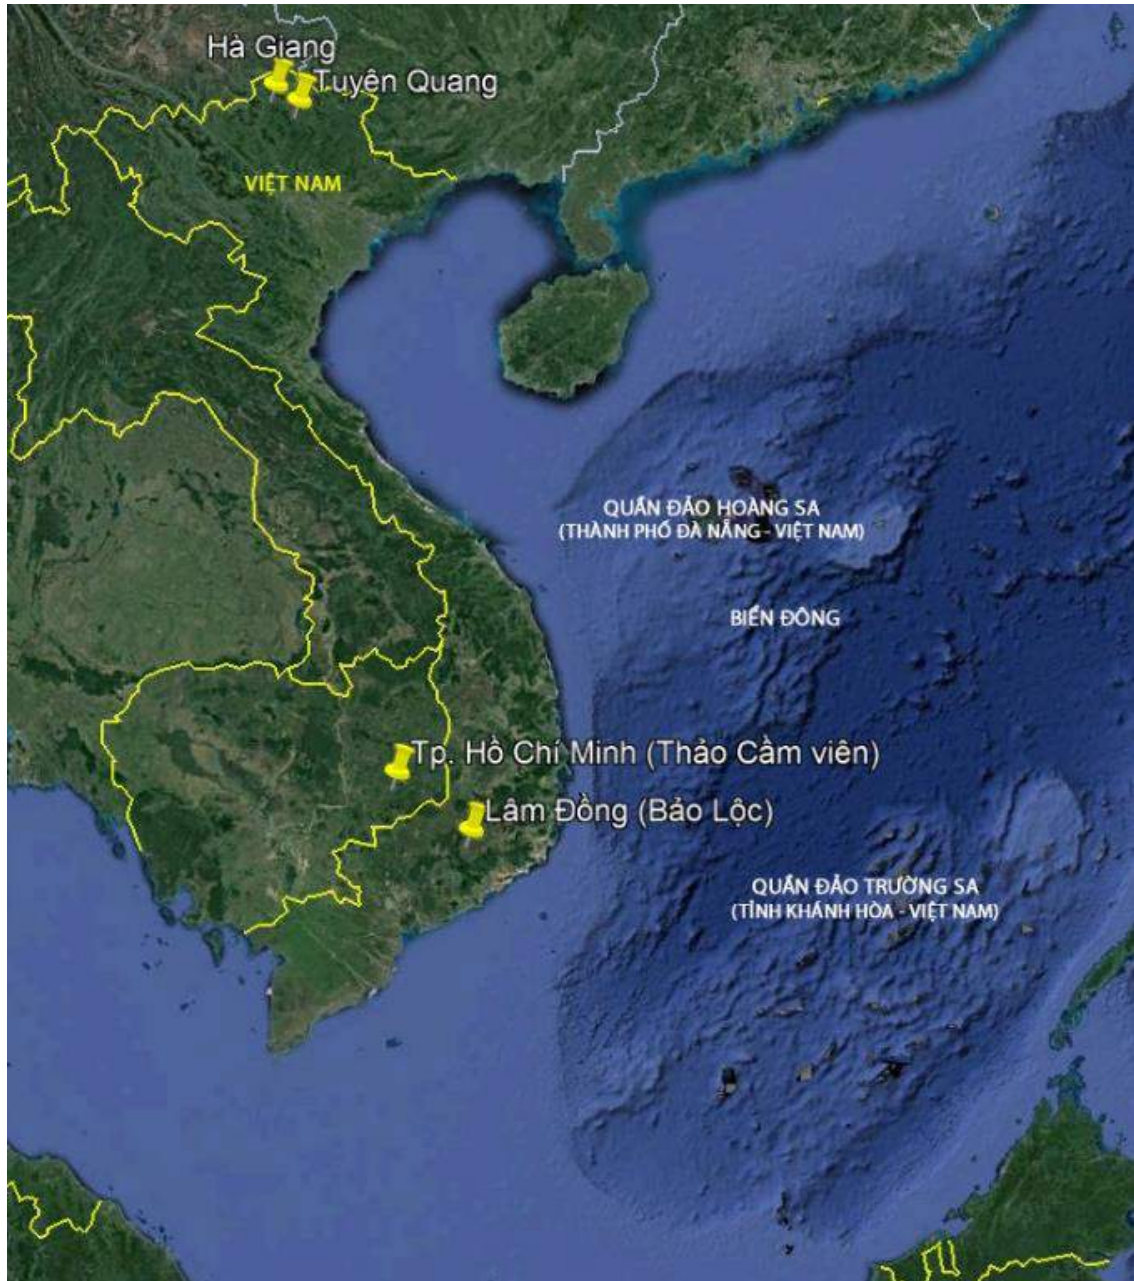 Hà Giang
Tuyên Quang
VIỆT NAM
QUẦN ĐẢO HOÀNG SA
(THÀNH PHỐ ĐÀ NẴNG - VIỆT NAM)
BIỂN ĐÔNG
Tp. Hồ Chí Minh (Thảo Cầm viên)
Lâm Đồng (Bảo Lộc)
QUẦN ĐẢO TRƯỜNG SA
(TỈNH KHÁNH HÒA - VIỆT NAM)